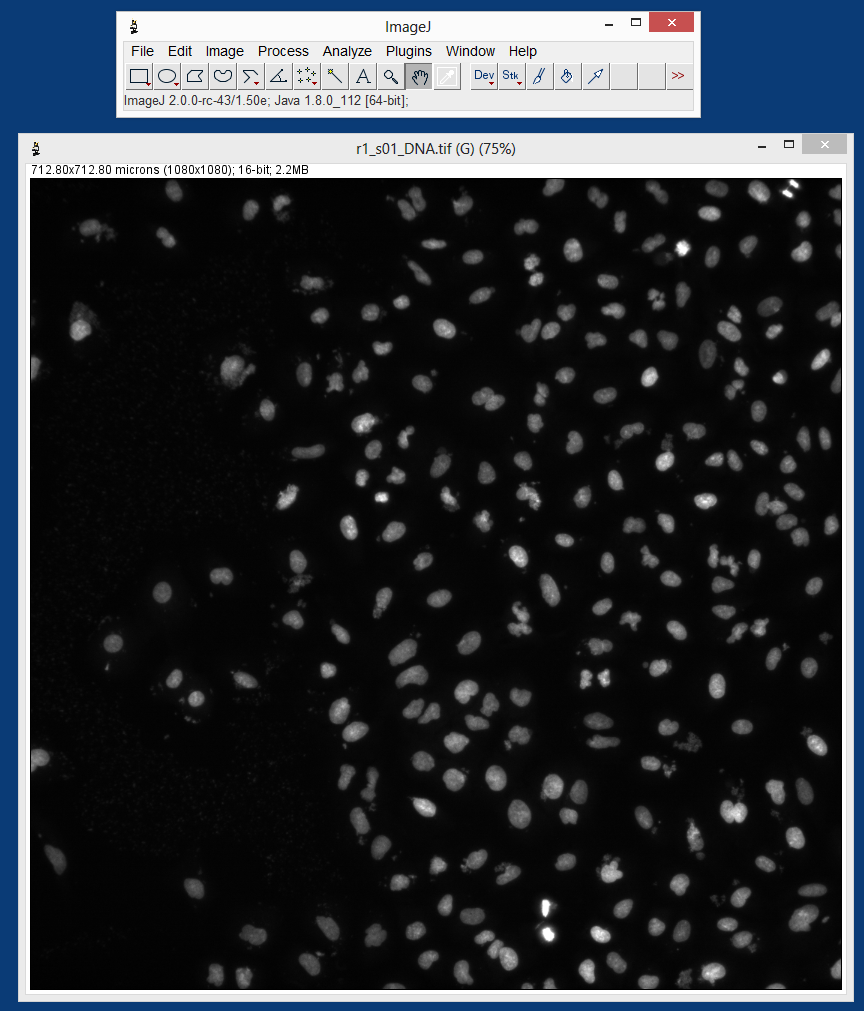 ImageJ
File Edit Image Process Analyze Plugins Window Help
A Dev Stk >>
ImageJ 2.0.0-rc-43/1.50e; Java 1.8.0_112 [64-bit];
r1_s01_DNA.tif (G) (75%)
712.80x712.80 microns (1080x1080); 16-bit; 2.2MB